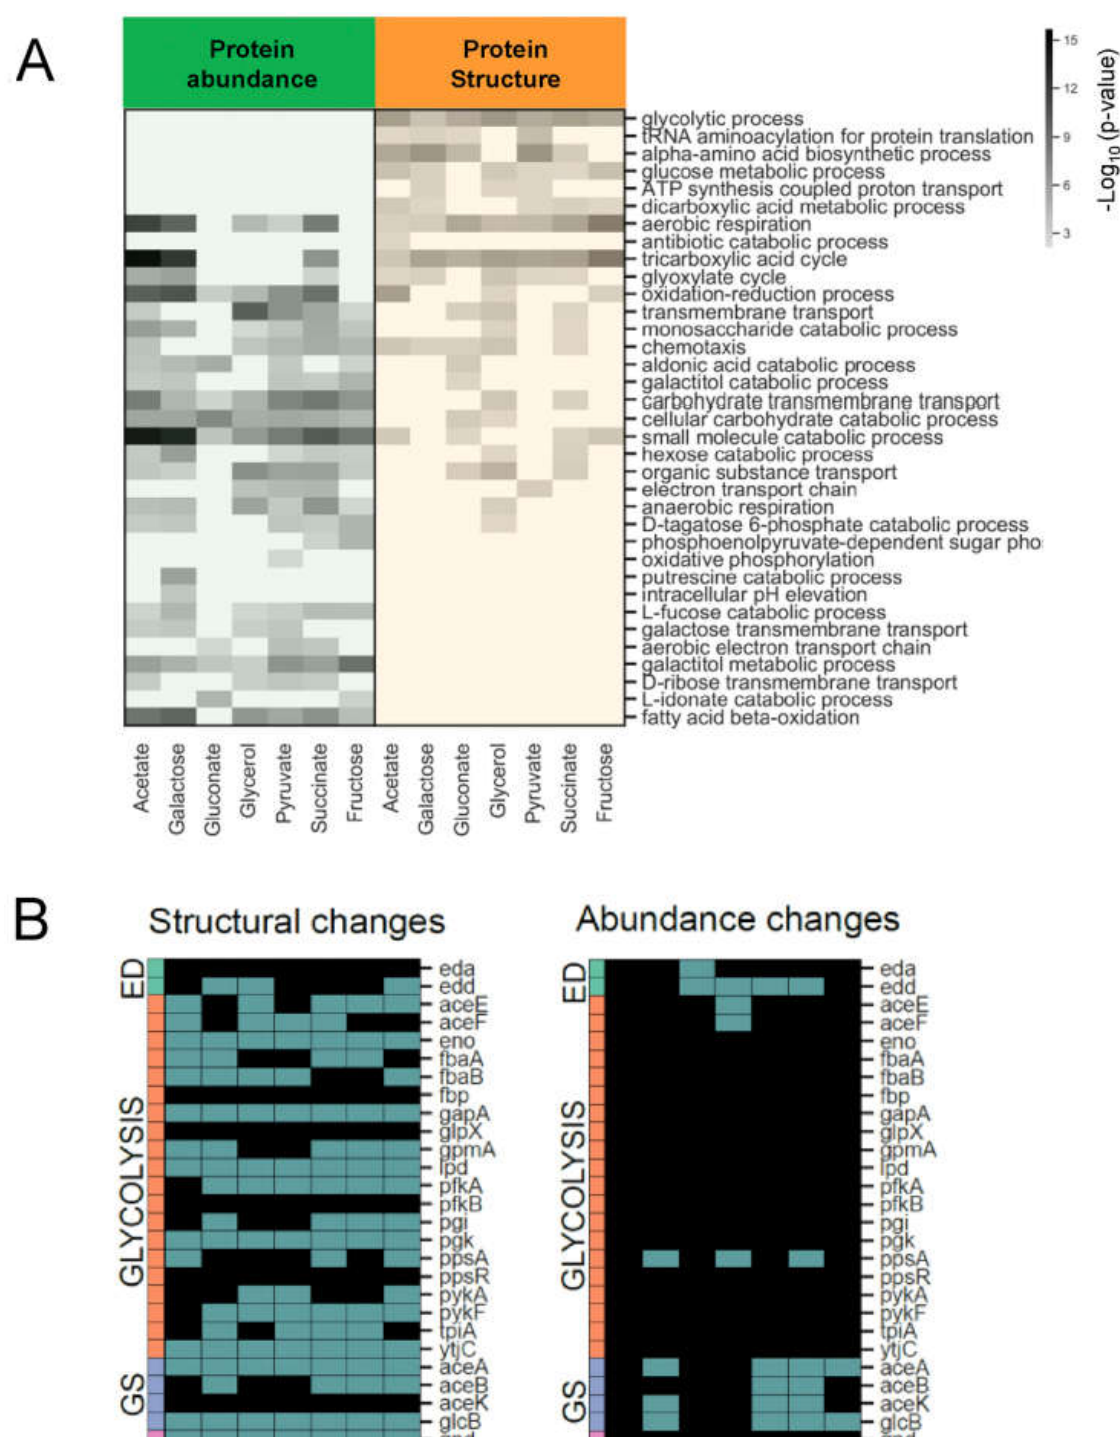 A
Protein
abundance
Protein
Structure
15
12
9
6
3
-Log10 (p-value)
glycolytic process
tRNA aminoacylation for protein translation
alpha-amino acid biosynthetic process
glucose metabolic process
ATP synthesis coupled proton transport
dicarboxylic acid metabolic process
aerobic respiration
antibiotic catabolic process
tricarboxylic acid cycle
glyoxylate cycle
oxidation-reduction process
transmembrane transport
monosaccharide catabolic process
chemotaxis
aldonic acid catabolic process
galactitol catabolic process
carbohydrate transmembrane transport
cellular carbohydrate catabolic process
small molecule catabolic process
hexose catabolic process
organic substance transport
electron transport chain
anaerobic respiration
D-tagatose 6-phosphate catabolic process
phosphoenolpyruvate-dependent sugar pho
oxidative phosphorylation
putrescine catabolic process
intracellular pH elevation
L-fucose catabolic process
galactose transmembrane transport
aerobic electron transport chain
galactitol metabolic process
D-ribose transmembrane transport
L-idonate catabolic process
fatty acid beta-oxidation
Acetate
Galactose
Gluconate
Glycerol
Pyruvate
Succinate
Fructose
Acetate
Galactose
Gluconate
Glycerol
Pyruvate
Succinate
Fructose
B
Structural changes
ED
GLYCOLYSIS
GS
eda
edd
aceE
aceF
eno
fbaA
fbaB
fbp
gapA
glpX
gpmA
lpd
pfkA
pfkB
pgi
pgk
ppsA
ppsR
pykA
pykF
tpiA
ytjC
aceA
aceB
aceK
glcB
Abundance changes
ED
GLYCOLYSIS
GS
eda
edd
aceE
aceF
eno
fbaA
fbaB
fbp
gapA
glpX
gpmA
lpd
pfkA
pfkB
pgi
pgk
ppsA
ppsR
pykA
pykF
tpiA
ytjC
aceA
aceB
aceK
glcB